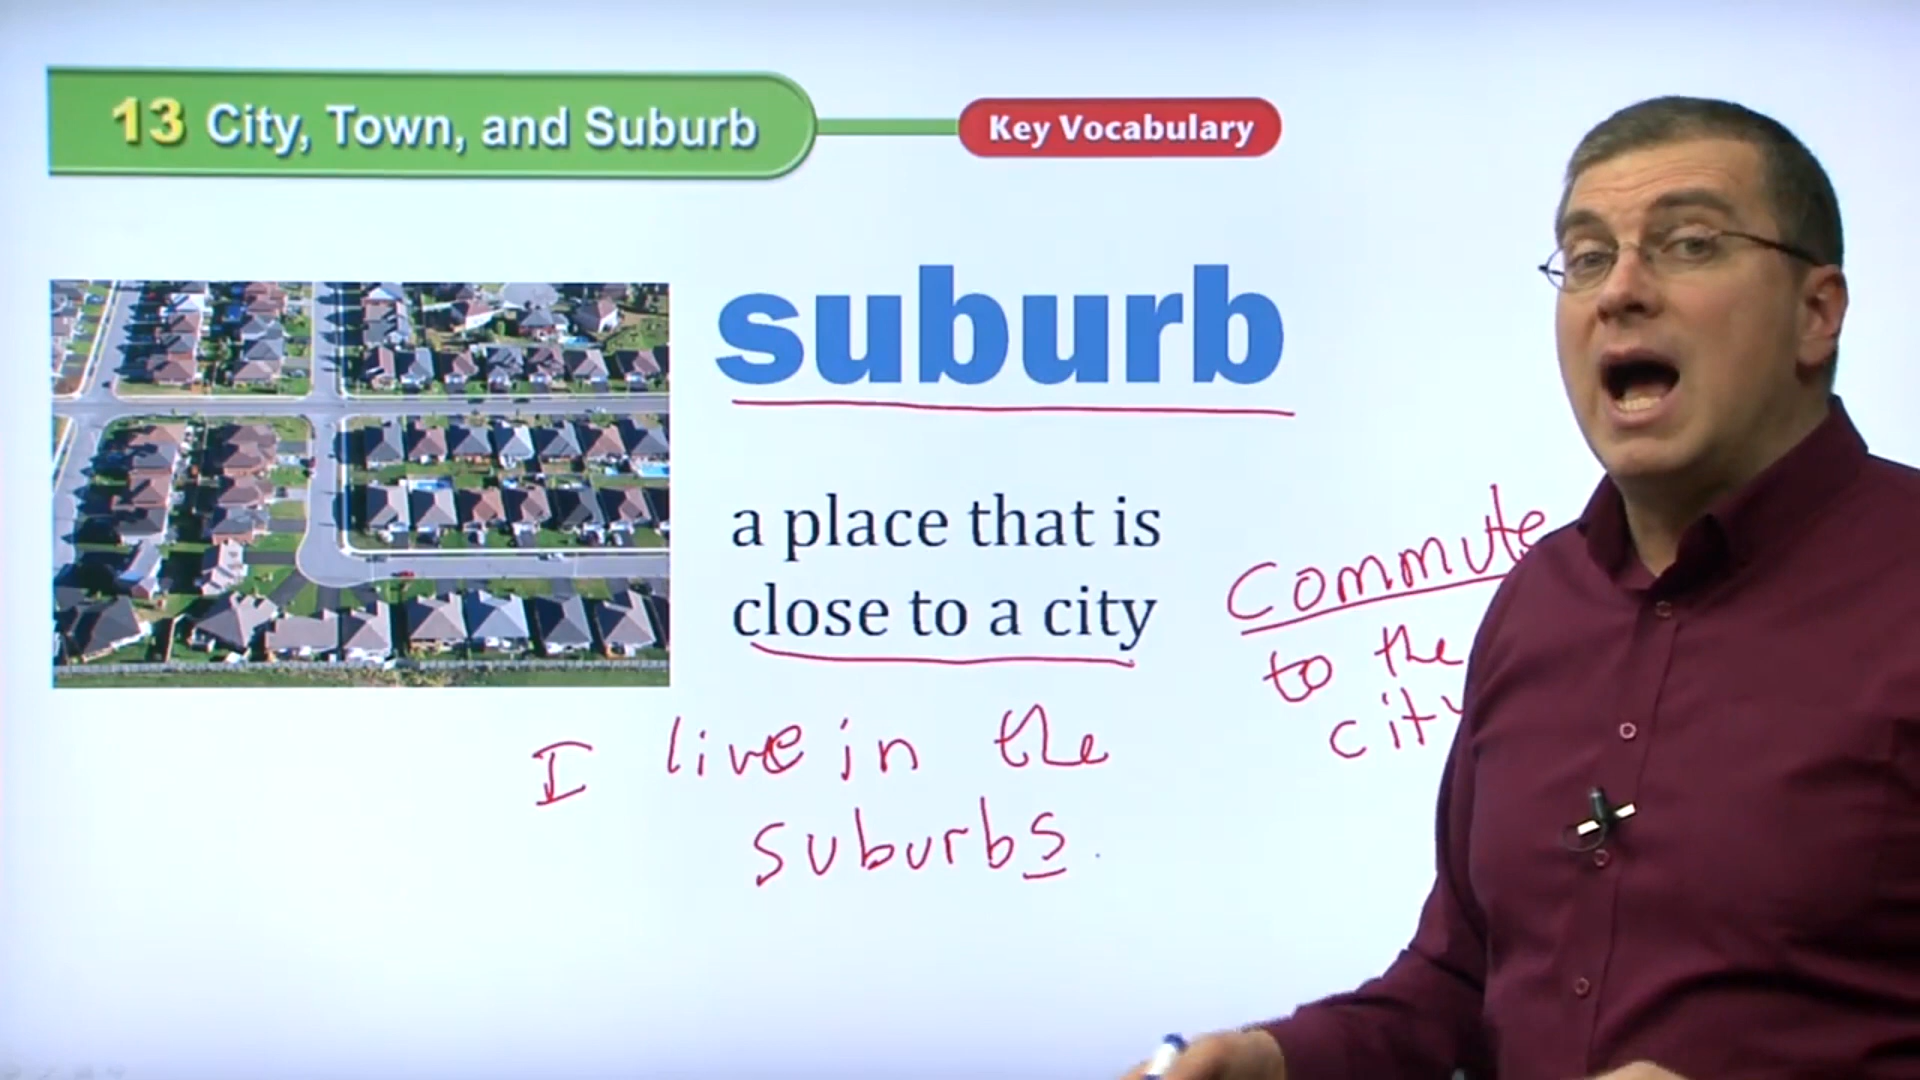 13 City, Town, and Suburb
Key Vocabulary
suburb
a place that is
close to a city
commute
to the
city
I live in the
suburbs.